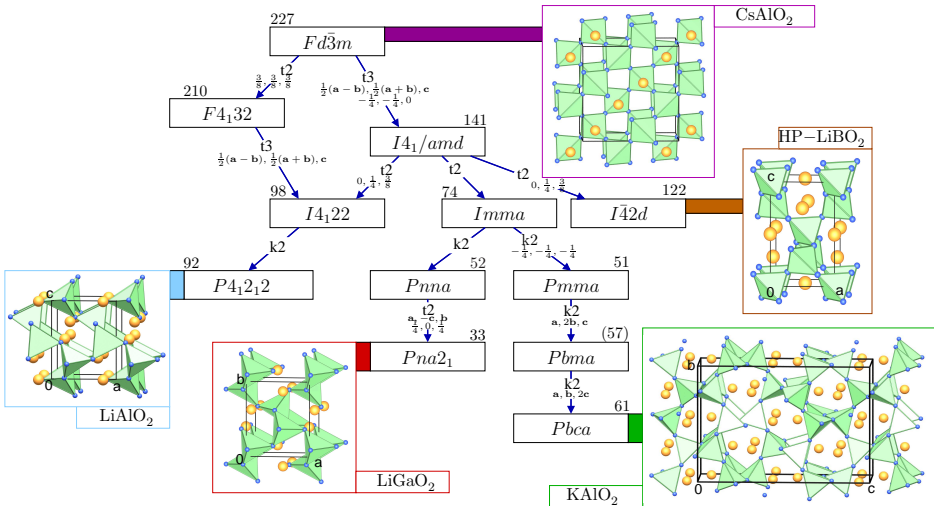 227
CsAlO₂
Fd3̄m
t2
3/8, 3/8, 3/8
t3
½(a − b), ½(a + b), c
−¼, −¼, 0
210
F4₁32
141
I4₁/amd
HP−LiBO₂
t3
½(a − b), ½(a + b), c
t2
0, ¼, 3/8
t2
t2
0, ¼, 3/8
c
98
I4₁22
74
Imma
122
I4̄2d
k2
k2
k2
−¼, −¼, −¼
92
P4₁2₁2
52
Pnna
51
Pmma
0
a
c
t2
a, −c, b
¼, 0, ¼
k2
a, 2b, c
33
Pna2₁
(57)
Pbma
b
b
0
a
k2
a, b, 2c
LiAlO₂
61
Pbca
0
a
LiGaO₂
0
c
KAlO₂